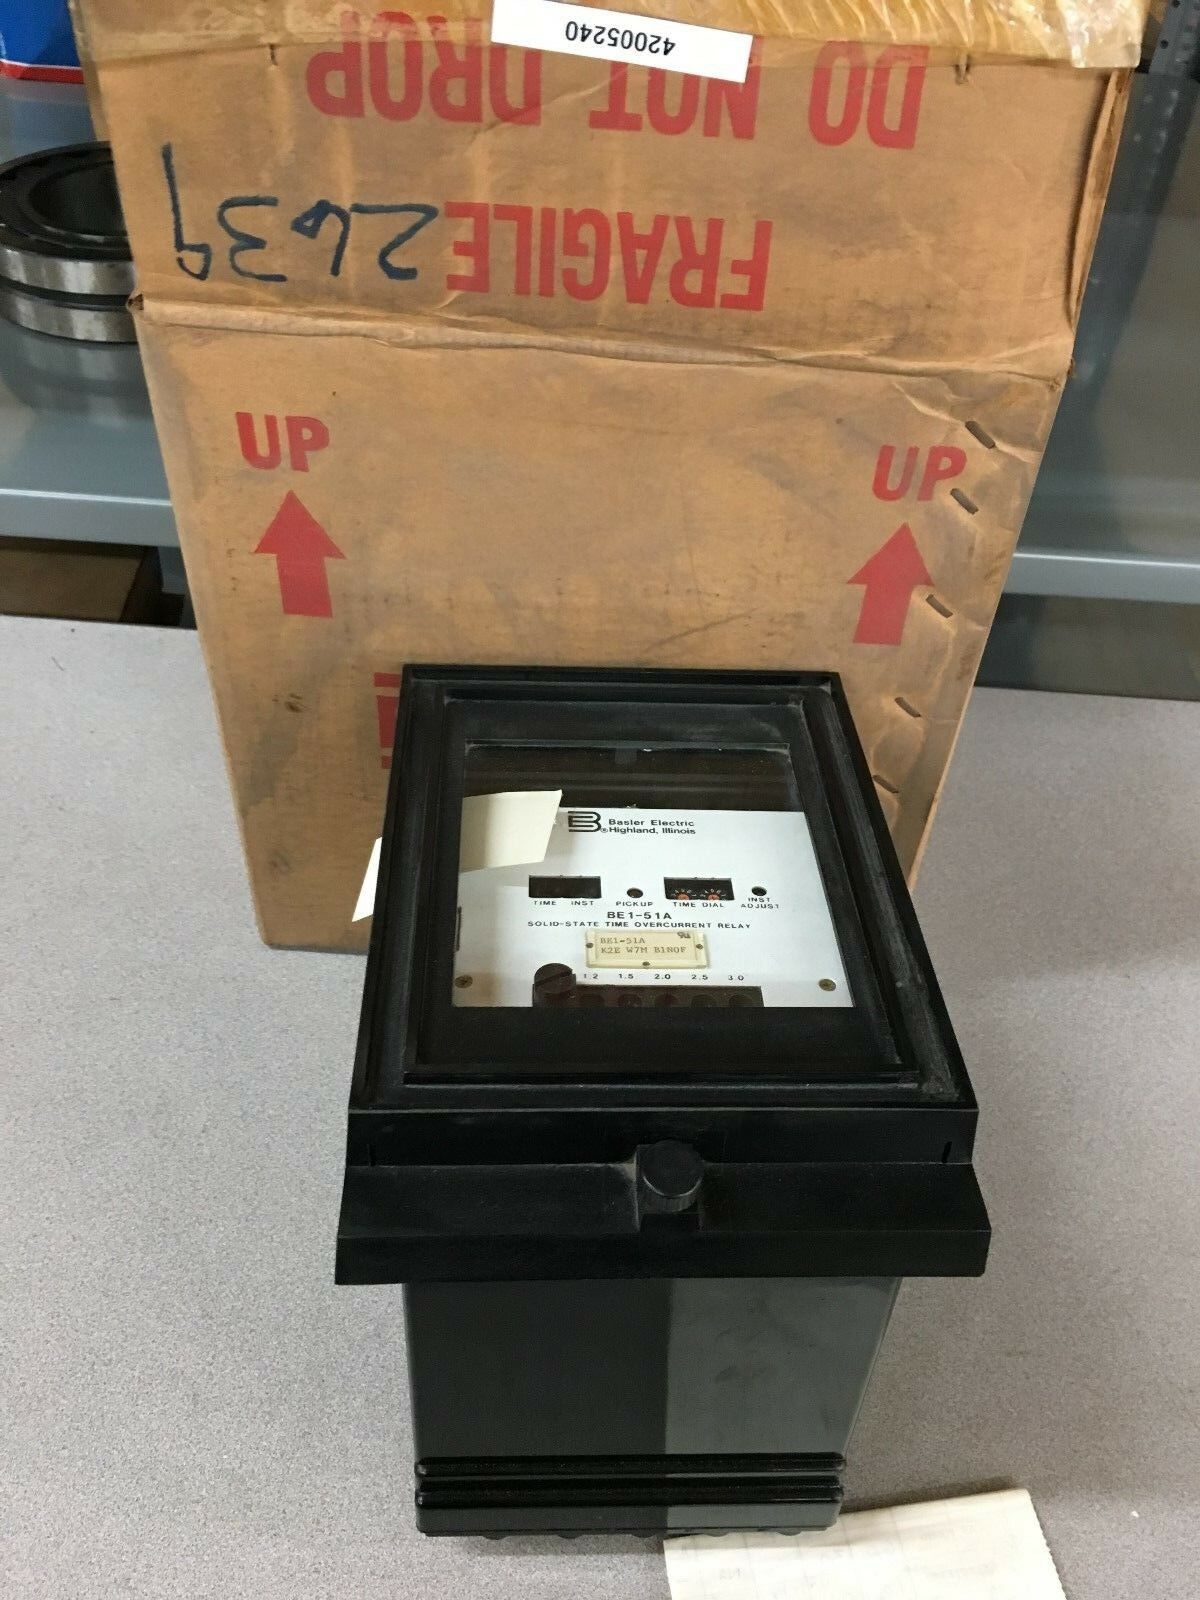 42005240
DO NOT DROP
FRAGILE 2639
UP UP
Basler Electric
® Highland, Illinois
TIME INST PICKUP TIME DIAL INST ADJUST
BE1-51A
SOLID-STATE TIME OVERCURRENT RELAY
BE1-51A
K2E W7M B1N0F
1.2 1.5 2.0 2.5 3.0